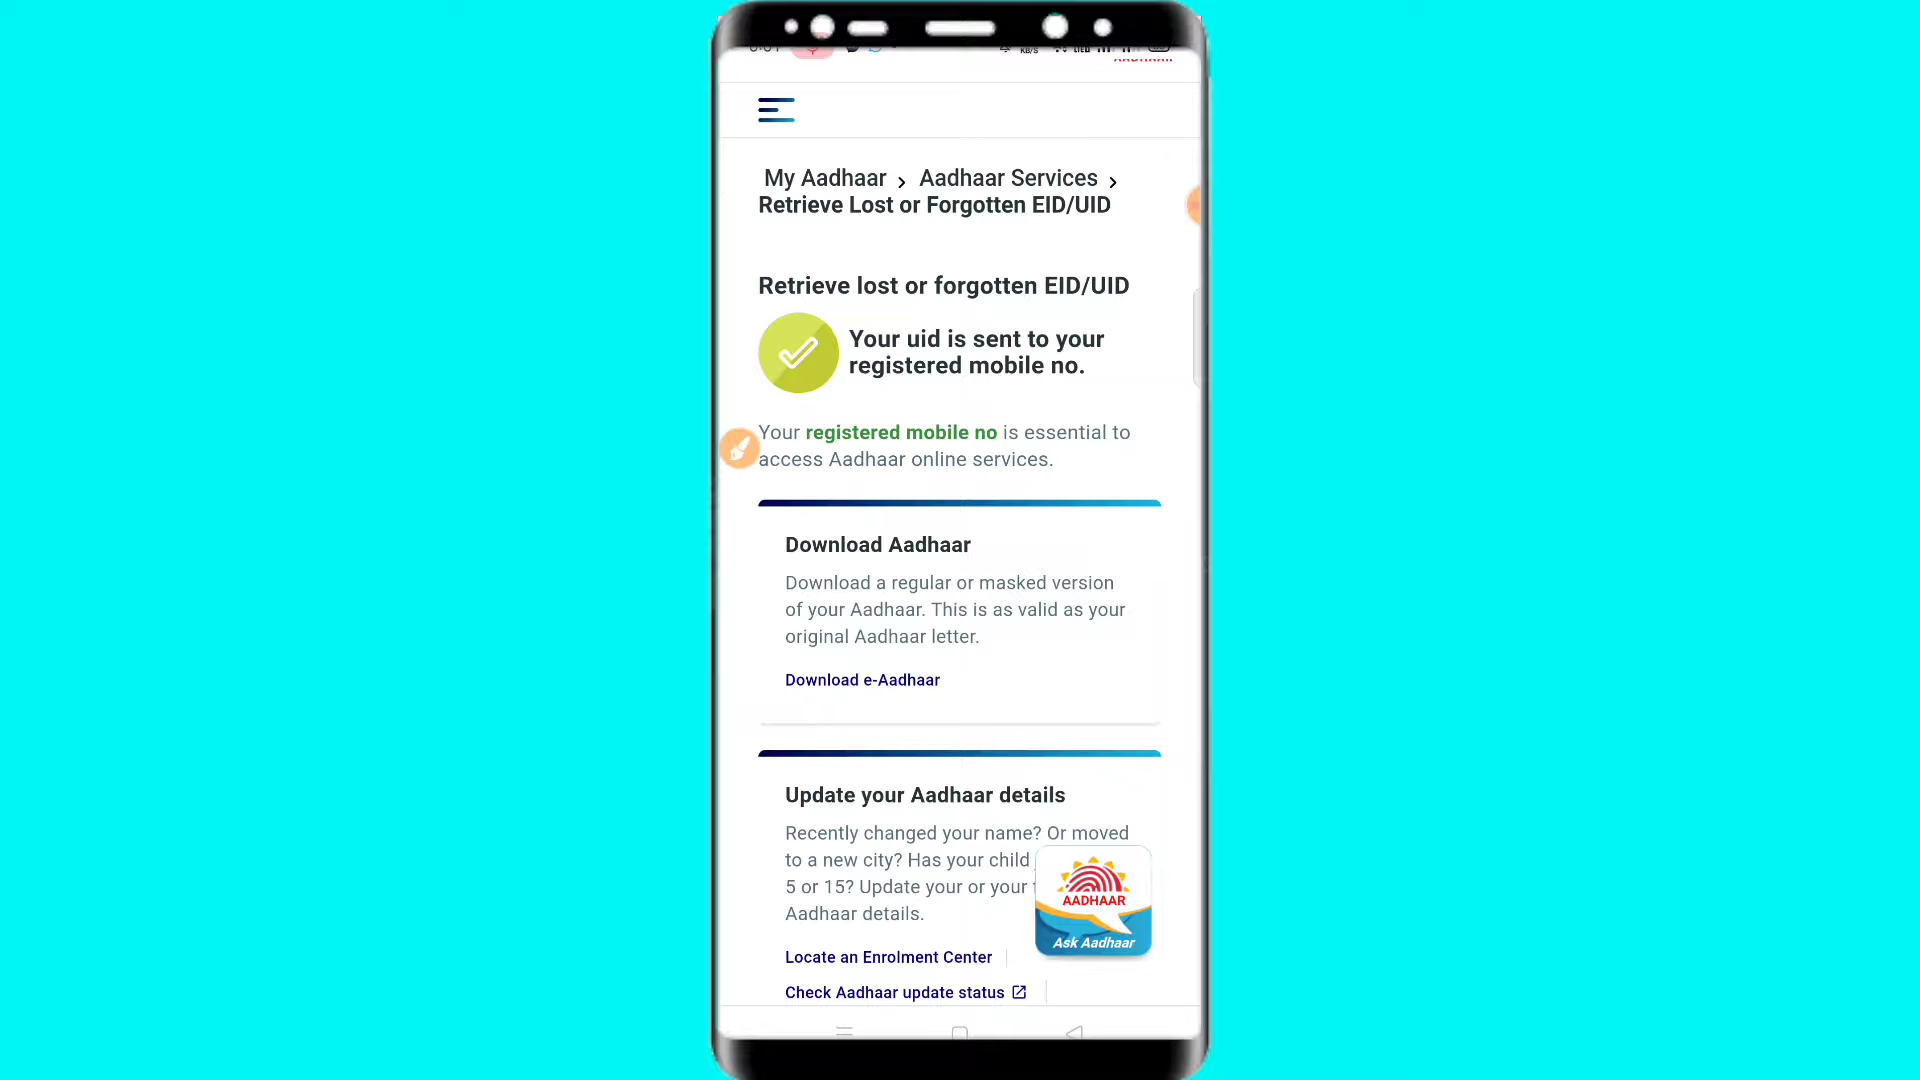 KB/S
AADHAAR
My Aadhaar > Aadhaar Services >
Retrieve Lost or Forgotten EID/UID
Retrieve lost or forgotten EID/UID
Your uid is sent to your
registered mobile no.
Your registered mobile no is essential to
access Aadhaar online services.
Download Aadhaar
Download a regular or masked version
of your Aadhaar. This is as valid as your
original Aadhaar letter.
Download e-Aadhaar
Update your Aadhaar details
Recently changed your name? Or moved
to a new city? Has your child
5 or 15? Update your or your
Aadhaar details.
AADHAAR
Ask Aadhaar
Locate an Enrolment Center
Check Aadhaar update status